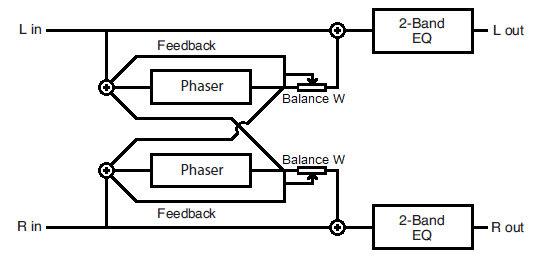 L in
2-Band
EQ
L out
Feedback
Phaser
Balance W
Balance W
Phaser
Feedback
R in
2-Band
EQ
R out